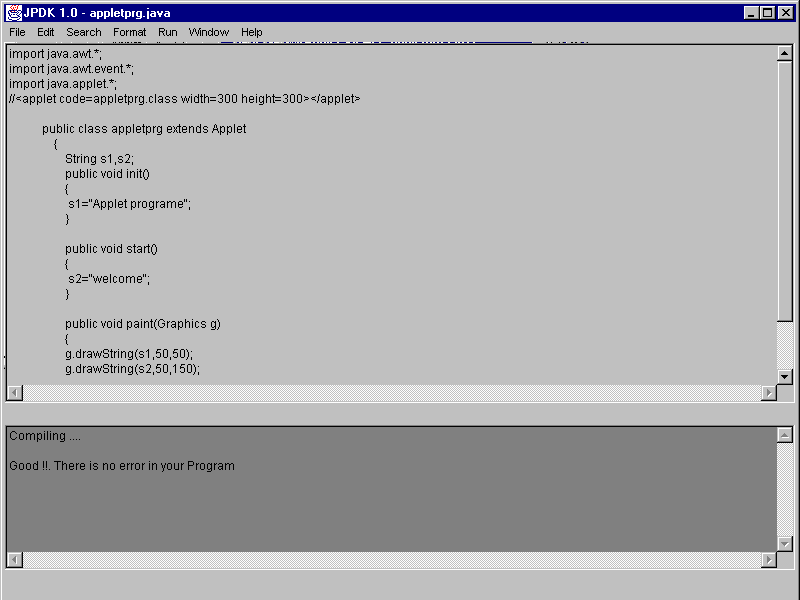 JPDK 1.0 - appletprg.java
File Edit Search Format Run Window Help
import java.awt.*;
import java.awt.event.*;
import java.applet.*;
//<applet code=appletprg.class width=300 height=300></applet>
public class appletprg extends Applet
{
String s1,s2;
public void init()
{
s1="Applet programe";
}
public void start()
{
s2="welcome";
}
public void paint(Graphics g)
{
g.drawString(s1,50,50);
g.drawString(s2,50,150);
Compiling ....
Good !!. There is no error in your Program